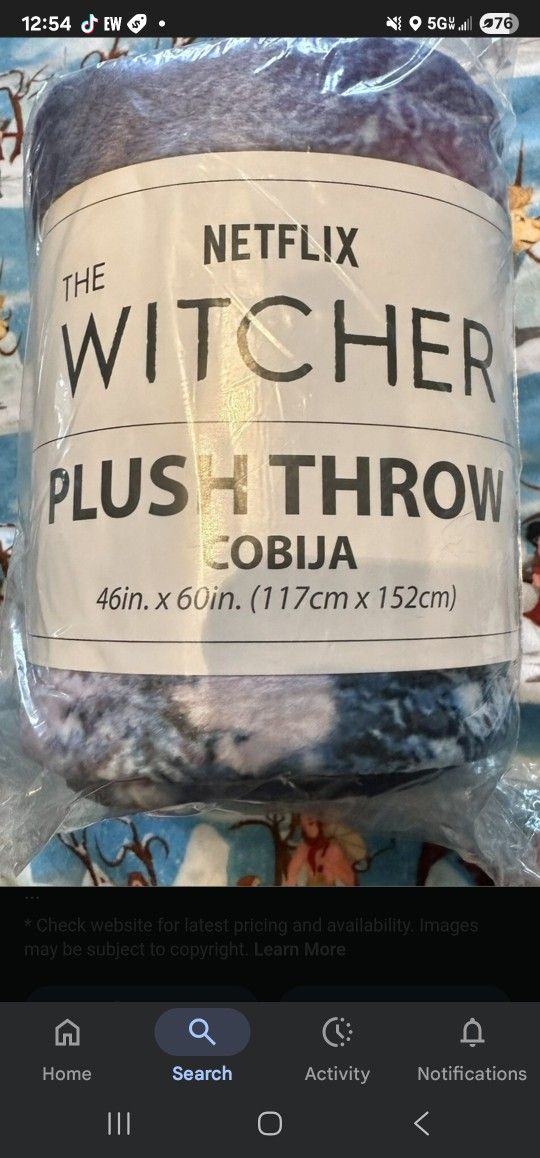 12:54 EW 5G 76
NETFLIX
THE
WITCHER
PLUSH THROW
COBIJA
46in. x 60in. (117cm x 152cm)
...
* Check website for latest pricing and availability. Images
may be subject to copyright. Learn More
Home Search Activity Notifications